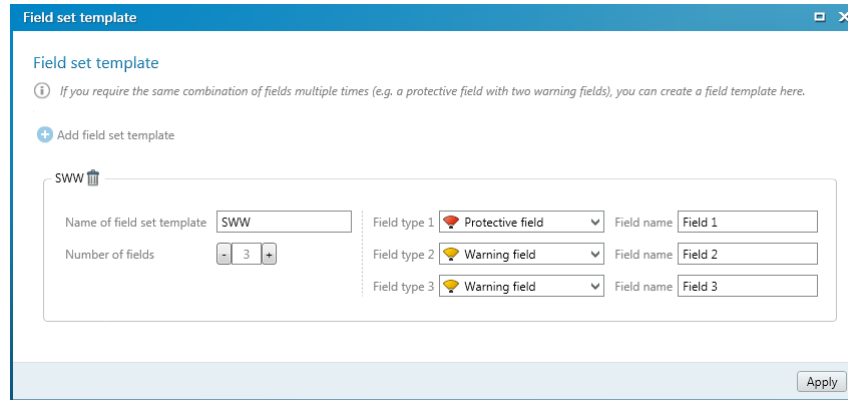 Field set template
Field set template
If you require the same combination of fields multiple times (e.g. a protective field with two warning fields), you can create a field template here.
Add field set template
SWW
Name of field set template SWW Field type 1 Protective field Field name Field 1
Number of fields - 3 + Field type 2 Warning field Field name Field 2
Field type 3 Warning field Field name Field 3
Apply